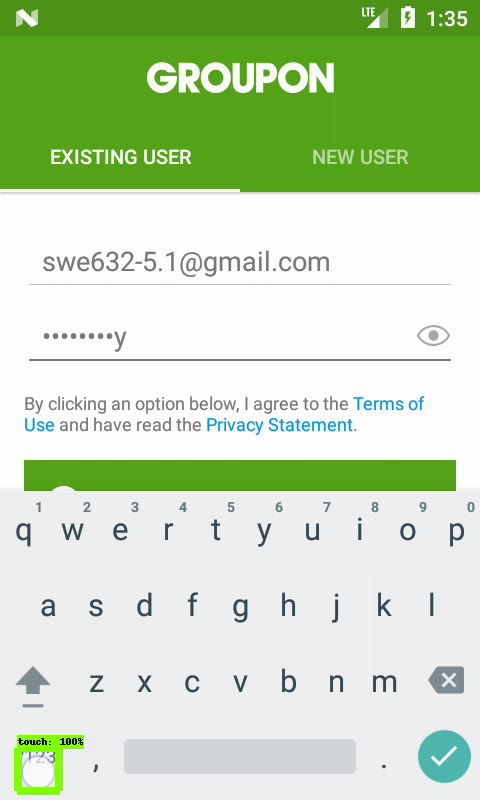 LTE 1:35
GROUPON
EXISTING USER NEW USER
swe632-5.1@gmail.com
••••••••y
By clicking an option below, I agree to the Terms of
Use and have read the Privacy Statement.
1 2 3 4 5 6 7 8 9 0
q w e r t y u i o p
a s d f g h j k l
z x c v b n m
touch: 100%
?123 , .